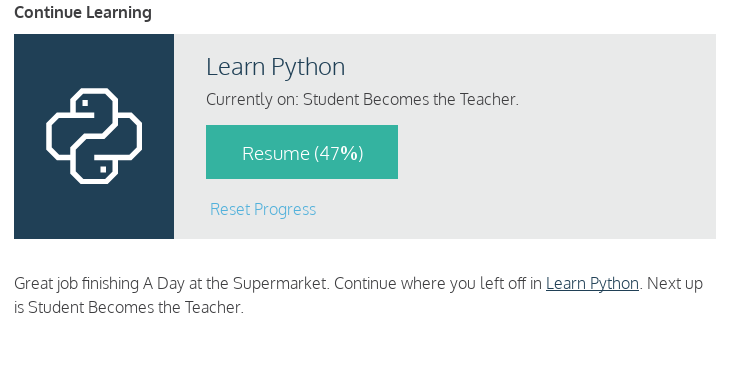 Continue Learning
Learn Python
Currently on: Student Becomes the Teacher.
Resume (47%)
Reset Progress
Great job finishing A Day at the Supermarket. Continue where you left off in Learn Python. Next up
is Student Becomes the Teacher.